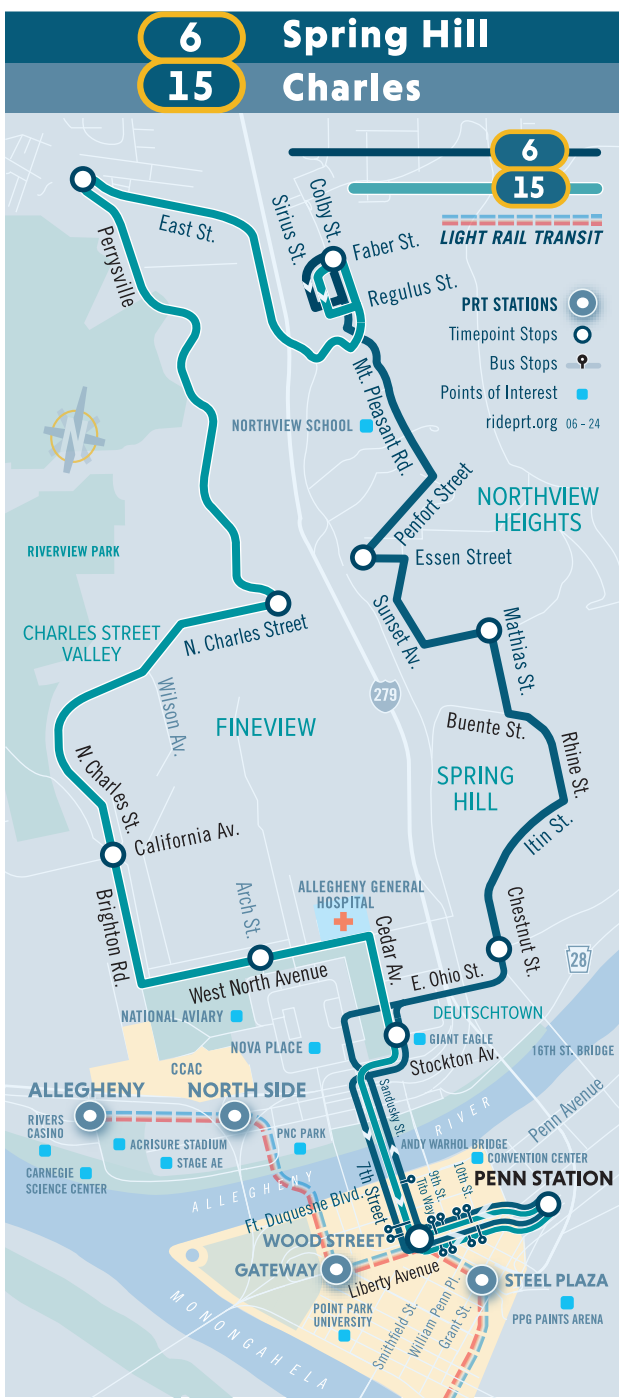 6 Spring Hill
15 Charles
6
15
LIGHT RAIL TRANSIT
PRT STATIONS
Timepoint Stops
Bus Stops
Points of Interest
rideprt.org 06 - 24
Perrysville
East St.
Sirius St.
Colby St.
Faber St.
Regulus St.
Mt. Pleasant Rd.
NORTHVIEW SCHOOL
N
Penfort Street
NORTHVIEW
HEIGHTS
RIVERVIEW PARK
Essen Street
Sunset Av.
Mathias St.
CHARLES STREET
VALLEY
N. Charles Street
Wilson Av.
279
FINEVIEW
Buente St.
Rhine St.
SPRING
HILL
N. Charles St.
California Av.
Itin St.
Brighton Rd.
Arch St.
ALLEGHENY GENERAL
HOSPITAL
Cedar Av.
Chestnut St.
28
West North Avenue
E. Ohio St.
NATIONAL AVIARY
DEUTSCHTOWN
NOVA PLACE
GIANT EAGLE
Stockton Av.
16TH ST. BRIDGE
CCAC
ALLEGHENY
NORTH SIDE
Sandusky St.
Penn Avenue
RIVERS
CASINO
ACRISURE STADIUM
STAGE AE
PNC PARK
CARNEGIE
SCIENCE CENTER
ALLEGHENY
RIVER
ANDY WARHOL BRIDGE
CONVENTION CENTER
7th Street
Tito Way
9th St.
10th St.
PENN STATION
Ft. Duquesne Blvd.
WOOD STREET
GATEWAY
Liberty Avenue
STEEL PLAZA
POINT PARK
UNIVERSITY
Smithfield St.
William Penn Pl.
Grant St.
PPG PAINTS ARENA
MONONGAHELA